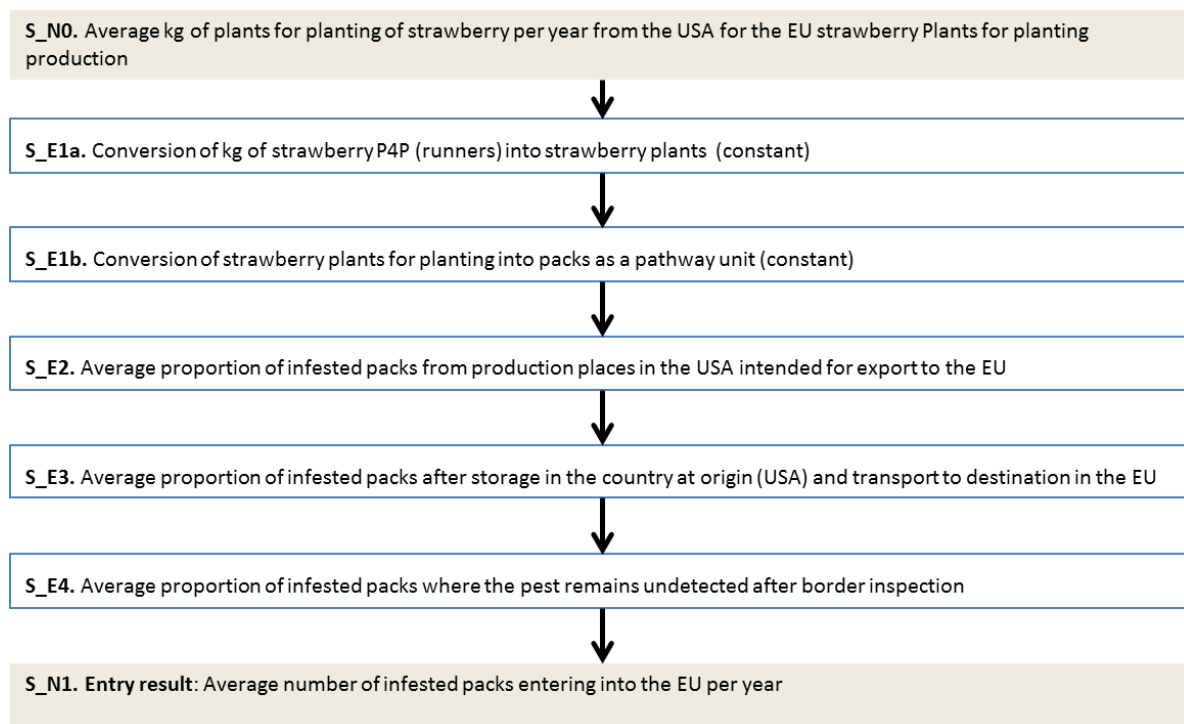 S_N0. Average kg of plants for planting of strawberry per year from the USA for the EU strawberry Plants for planting
production
S_E1a. Conversion of kg of strawberry P4P (runners) into strawberry plants (constant)
S_E1b. Conversion of strawberry plants for planting into packs as a pathway unit (constant)
S_E2. Average proportion of infested packs from production places in the USA intended for export to the EU
S_E3. Average proportion of infested packs after storage in the country at origin (USA) and transport to destination in the EU
S_E4. Average proportion of infested packs where the pest remains undetected after border inspection
S_N1. Entry result: Average number of infested packs entering into the EU per year